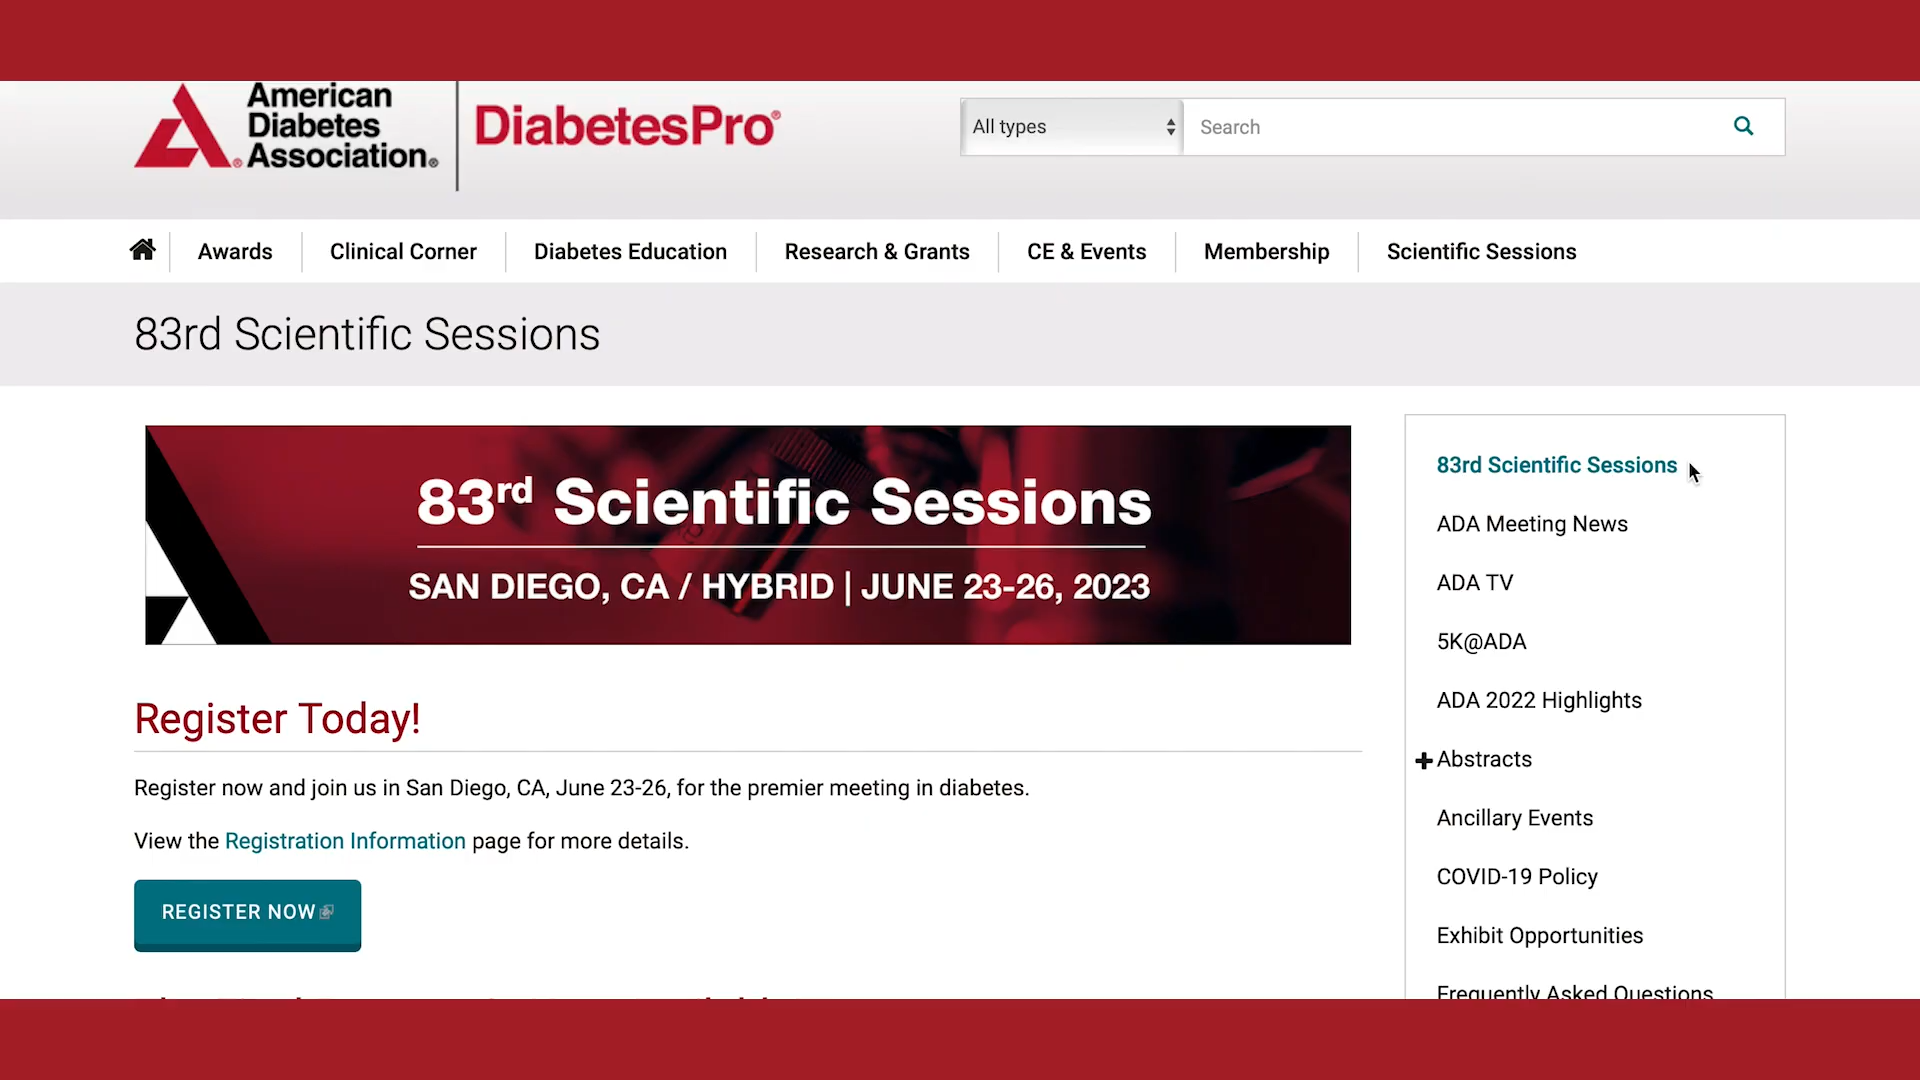 American
Diabetes
Association®
DiabetesPro®
All types
Search
Awards
Clinical Corner
Diabetes Education
Research & Grants
CE & Events
Membership
Scientific Sessions
83rd Scientific Sessions
83rd Scientific Sessions
SAN DIEGO, CA / HYBRID | JUNE 23-26, 2023
Register Today!
Register now and join us in San Diego, CA, June 23-26, for the premier meeting in diabetes.
View the Registration Information page for more details.
REGISTER NOW
83rd Scientific Sessions
ADA Meeting News
ADA TV
5K@ADA
ADA 2022 Highlights
Abstracts
Ancillary Events
COVID-19 Policy
Exhibit Opportunities
Frequently Asked Questions